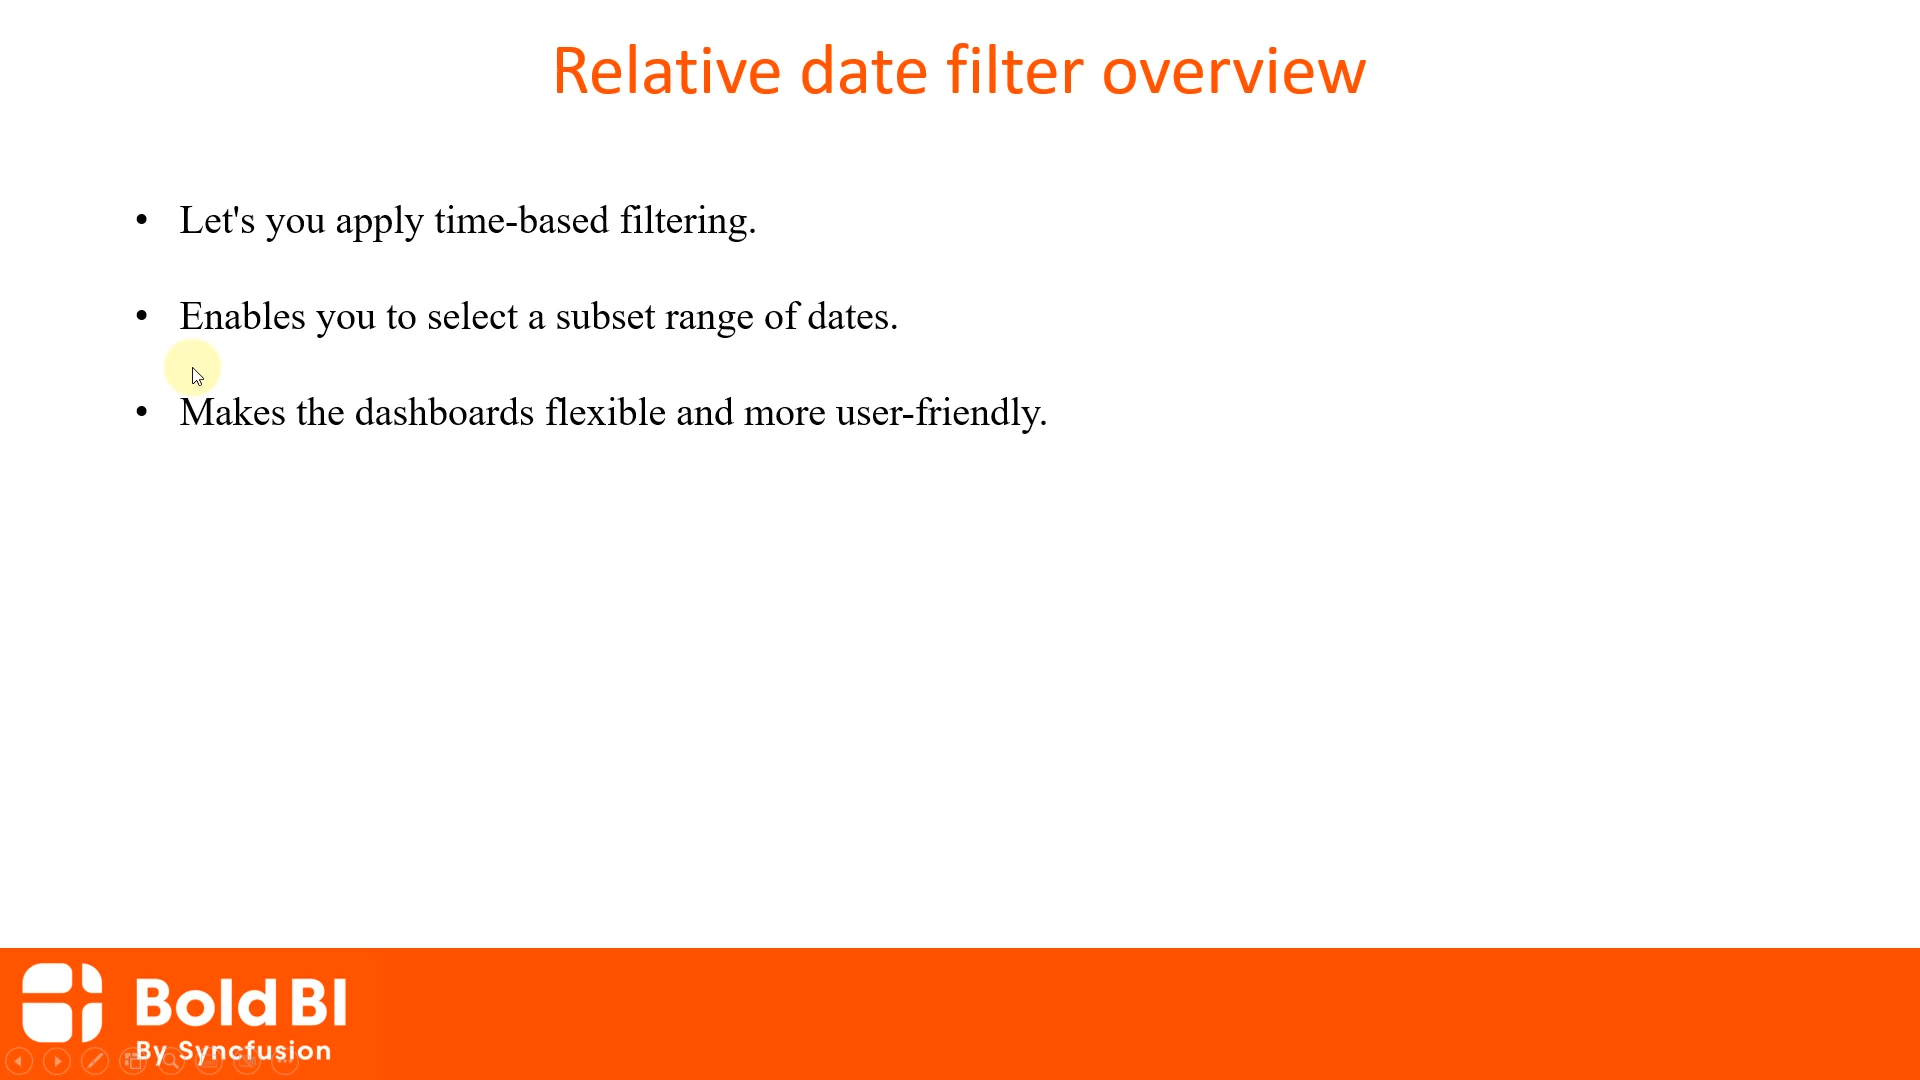 Relative date filter overview
• Let's you apply time-based filtering.
• Enables you to select a subset range of dates.
• Makes the dashboards flexible and more user-friendly.
Bold BI
By Syncfusion